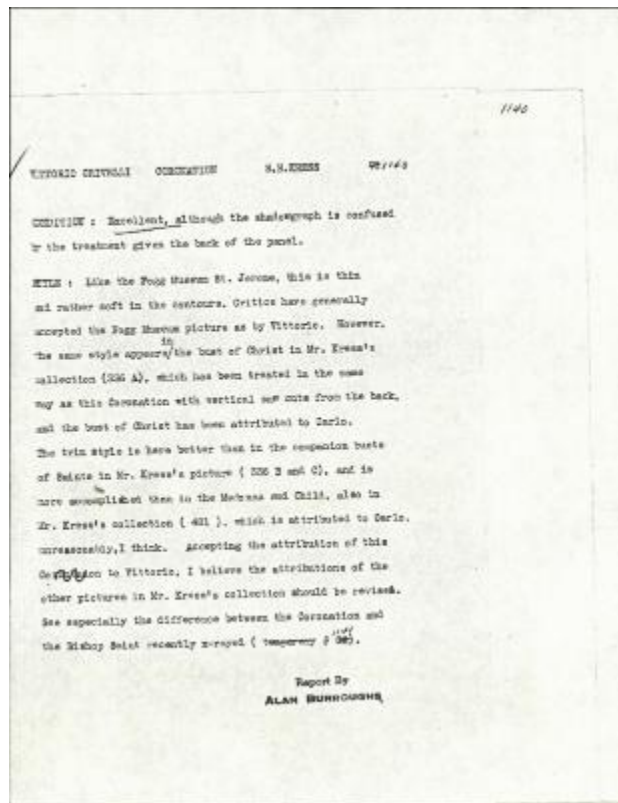 1140
VITTORIO CRIVELLI CORONATION S.H.KRESS
CONDITION : Excellent, although the shadowgraph is confused
by the treatment given the back of the panel.
STYLE : Like the Fogg Museum St. Jerome, this is thin
and rather soft in the contours. Critics have generally
accepted the Fogg Museum picture as by Vittorio. However,
in
the same style appears/the bust of Christ in Mr. Kress's
collection (336 A), which has been treated in the same
way as this Coronation with vertical saw cuts from the back,
and the bust of Christ has been attributed to Carlo.
The style is here better than in the companion busts
of Saints in Mr. Kress's picture ( 336 B and C), and is
more accomplished than in the Madonna and Child, also in
Mr. Kress's collection ( 401 ), which is attributed to Carlo,
unreasonably, I think. Accepting the attribution of this
Coronation to Vittorio, I believe the attributions of the
other pictures in Mr. Kress's collection should be revised.
See especially the difference between the Coronation and
the Bishop Saint recently x-rayed ( temporary #
Report By
ALAN BURROUGHS